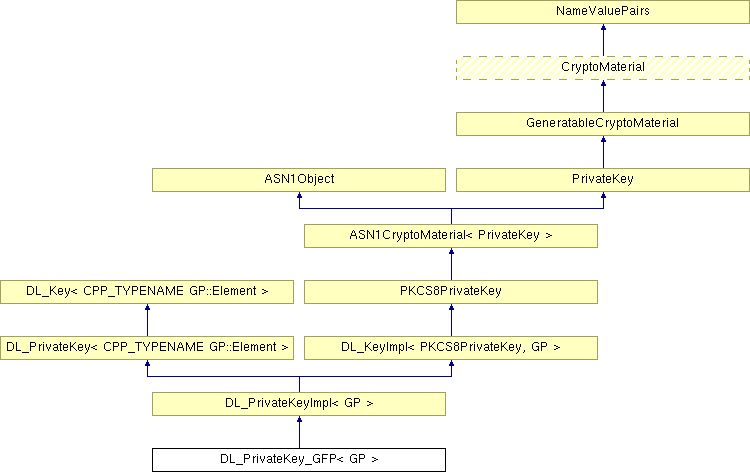 NameValuePairs
CryptoMaterial
GeneratableCryptoMaterial
ASN1Object
PrivateKey
ASN1CryptoMaterial< PrivateKey >
DL_Key< CPP_TYPENAME GP::Element >
PKCS8PrivateKey
DL_PrivateKey< CPP_TYPENAME GP::Element >
DL_KeyImpl< PKCS8PrivateKey, GP >
DL_PrivateKeyImpl< GP >
DL_PrivateKey_GFP< GP >